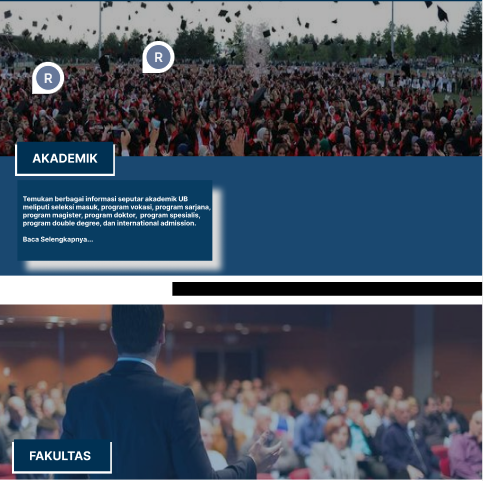 R
R
AKADEMIK
Temukan berbagai informasi seputar akademik UB
meliputi seleksi masuk, program vokasi, program sarjana,
program magister, program doktor, program spesialis,
program double degree, dan international admission.
Baca Selengkapnya...
FAKULTAS